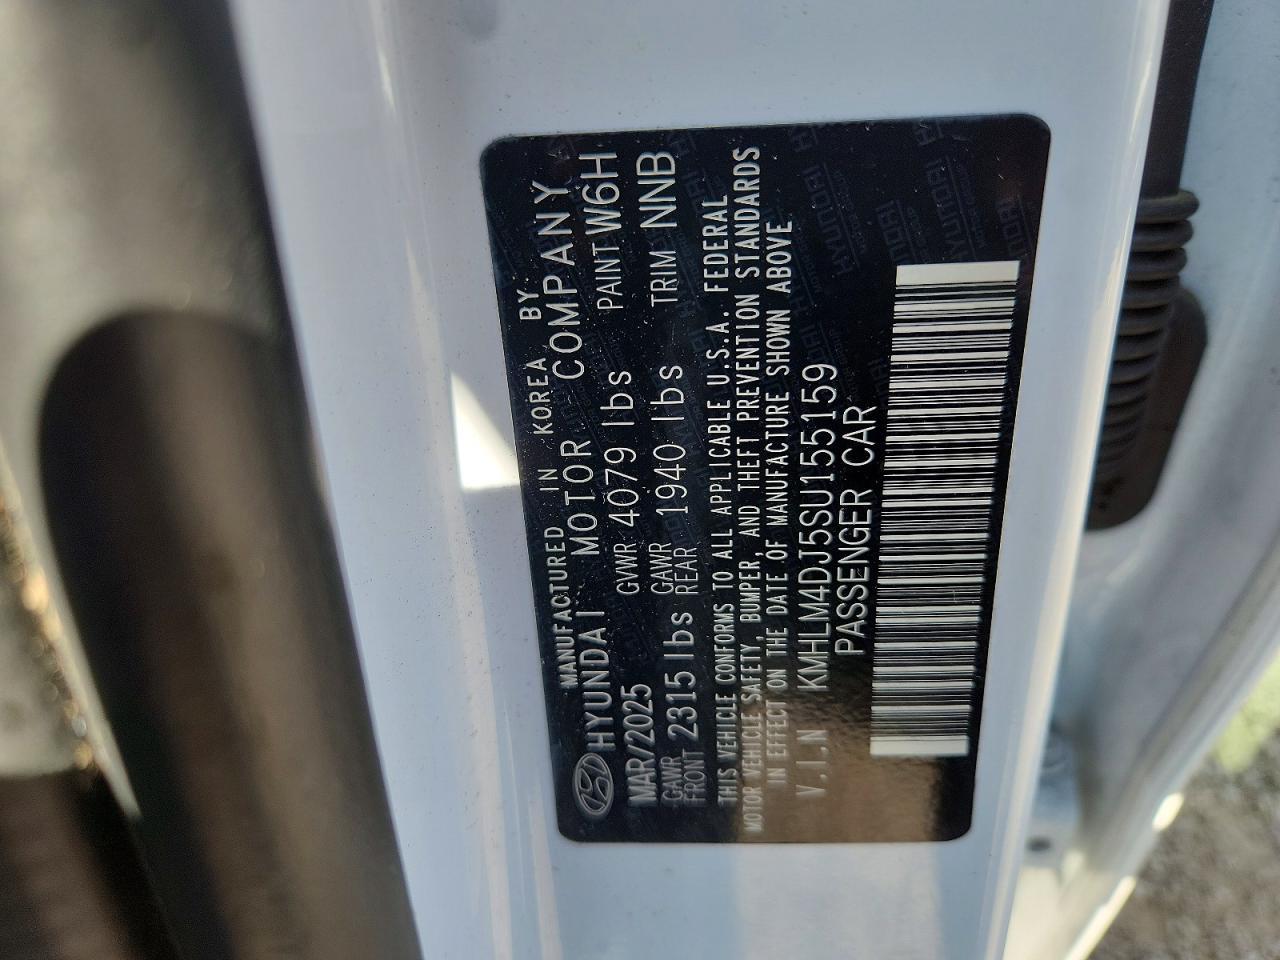 MANUFACTURED IN KOREA BY
HYUNDAI MOTOR COMPANY
MAR/2025 GVWR 4079 lbs PAINT W6H
GAWR FRONT 2315 lbs GAWR REAR 1940 lbs TRIM NNB
THIS VEHICLE CONFORMS TO ALL APPLICABLE U.S.A. FEDERAL
MOTOR VEHICLE SAFETY, BUMPER, AND THEFT PREVENTION STANDARDS
IN EFFECT ON THE DATE OF MANUFACTURE SHOWN ABOVE
V.I.N KMHLM4DJ5SU155159
PASSENGER CAR